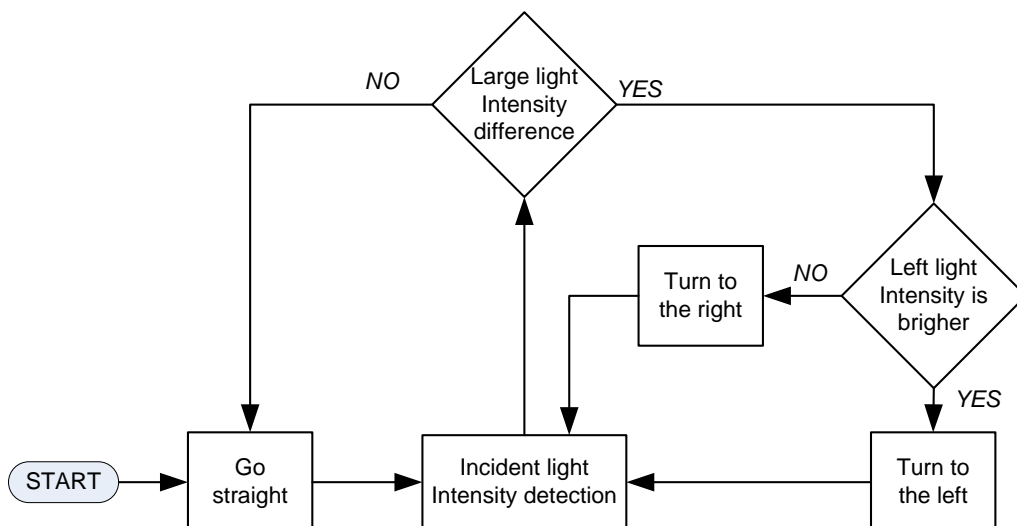 NO
Large light
Intensity
difference
YES
Turn to
the right
NO
Left light
Intensity is
brigher
YES
START
Go
straight
Incident light
Intensity detection
Turn to
the left